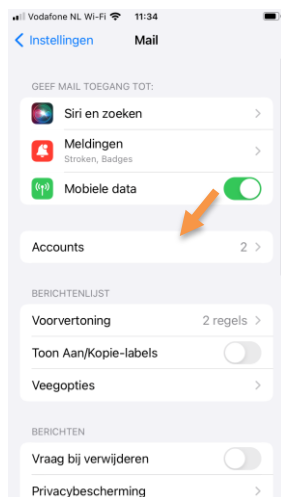 Vodafone NL Wi-Fi 11:34
Instellingen Mail
GEEF MAIL TOEGANG TOT:
Siri en zoeken
Meldingen
Stroken, Badges
Mobiele data
Accounts 2
BERICHTENLIJST
Voorvertoning 2 regels
Toon Aan/Kopie-labels
Veegopties
BERICHTEN
Vraag bij verwijderen
Privacybescherming